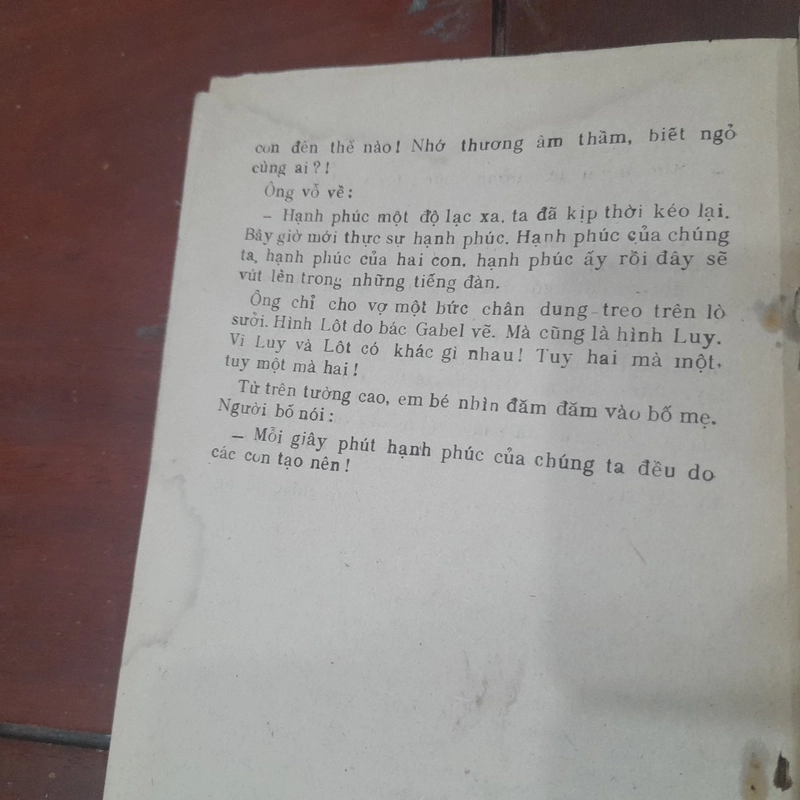 con đến thế nào! Nhớ thương âm thầm, biết ngỏ
cùng ai?!
Ông vỗ về:
– Hạnh phúc một độ lạc xa. ta đã kịp thời kéo lại.
Bây giờ mới thực sự hạnh phúc. Hạnh phúc của chúng
ta, hạnh phúc của hai con. hạnh phúc ấy rồi đây sẽ
vút lên trong những tiếng đàn.
Ông chỉ cho vợ một bức chân dung treo trên lò
sưởi. Hình Lốt do bác Gabel vẽ. Mà cũng là hình Luy.
Vì Luy và Lốt có khác gì nhau! Tuy hai mà một,
tuy một mà hai!
Từ trên tường cao, em bé nhìn đăm đăm vào bố mẹ.
Người bố nói:
– Mỗi giây phút hạnh phúc của chúng ta đều do
các con tạo nên!